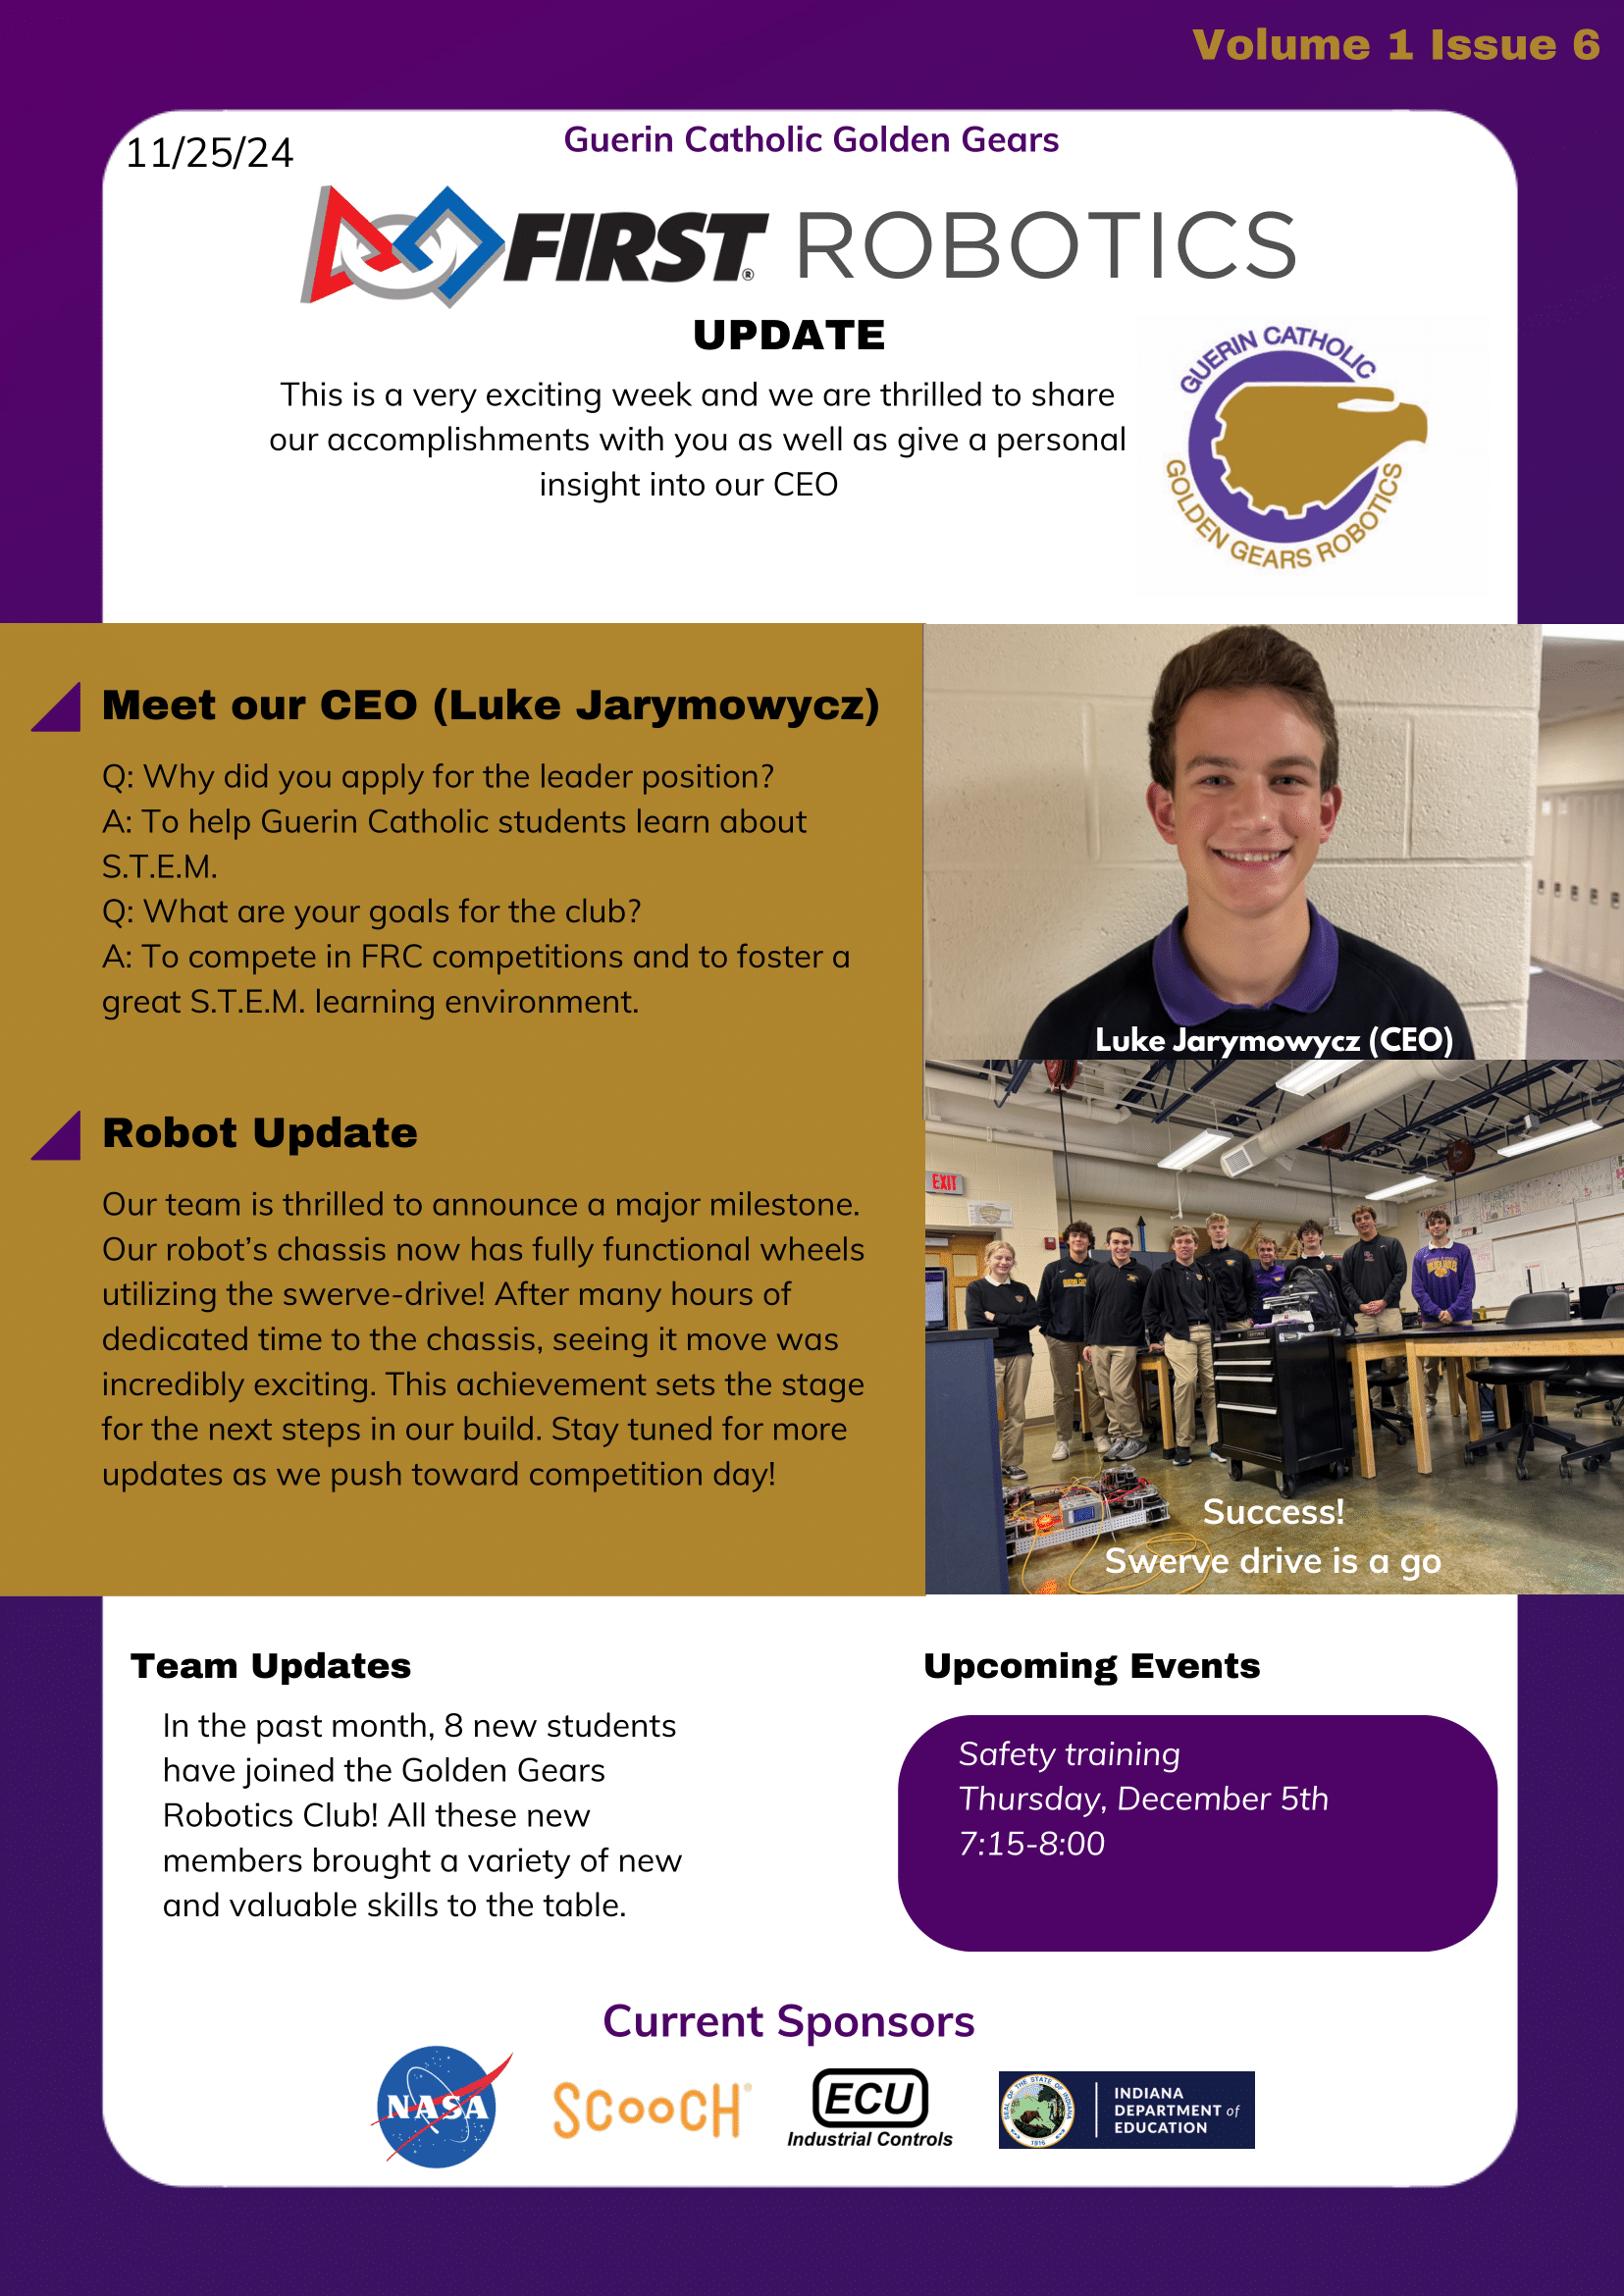 Volume 1 Issue 6
11/25/24
Guerin Catholic Golden Gears
FIRST® ROBOTICS
UPDATE
This is a very exciting week and we are thrilled to share
our accomplishments with you as well as give a personal
insight into our CEO
GUERIN CATHOLIC
GOLDEN GEARS ROBOTICS
Meet our CEO (Luke Jarymowycz)
Q: Why did you apply for the leader position?
A: To help Guerin Catholic students learn about
S.T.E.M.
Q: What are your goals for the club?
A: To compete in FRC competitions and to foster a
great S.T.E.M. learning environment.
Luke Jarymowycz (CEO)
Robot Update
Our team is thrilled to announce a major milestone.
Our robot’s chassis now has fully functional wheels
utilizing the swerve-drive! After many hours of
dedicated time to the chassis, seeing it move was
incredibly exciting. This achievement sets the stage
for the next steps in our build. Stay tuned for more
updates as we push toward competition day!
EXIT
Success!
Swerve drive is a go
Team Updates
In the past month, 8 new students
have joined the Golden Gears
Robotics Club! All these new
members brought a variety of new
and valuable skills to the table.
Upcoming Events
Safety training
Thursday, December 5th
7:15-8:00
Current Sponsors
NASA
SCOOCH®
ECU
Industrial Controls
SEAL OF THE STATE OF INDIANA
1816
INDIANA
DEPARTMENT of
EDUCATION